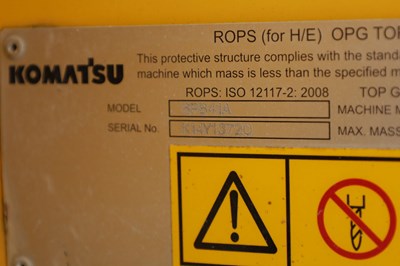 ROPS (for H/E) OPG TOP
This protective structure complies with the stand
KOMATSU
machine which mass is less than the specified m
ROPS: ISO 12117-2: 2008 TOP G
MODEL MACHINE M
SERIAL No. MAX. MASS